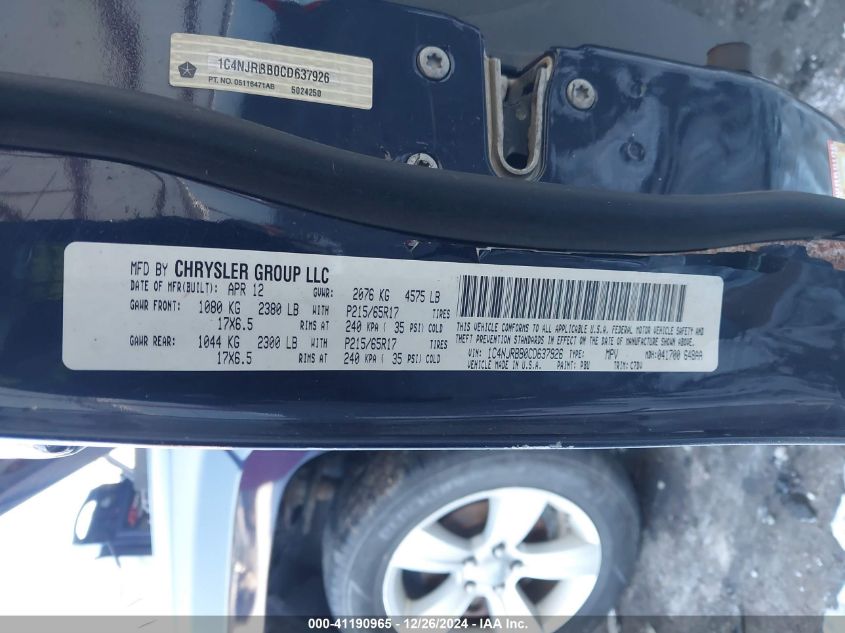 1C4NJRBB0CD637926
PT. NO. 05116471AB
5024250
MFD BY CHRYSLER GROUP LLC
DATE OF MFR(BUILT): APR 12 GVWR: 2076 KG 4575 LB
GAWR FRONT: 1080 KG 2380 LB WITH P215/65R17 TIRES
17X6.5 RIMS AT 240 KPA ( 35 PSI) COLD
GAWR REAR: 1044 KG 2300 LB WITH P215/65R17 TIRES
17X6.5 RIMS AT 240 KPA ( 35 PSI) COLD
THIS VEHICLE CONFORMS TO ALL APPLICABLE U.S.A. FEDERAL MOTOR VEHICLE SAFETY AND
THEFT PREVENTION STANDARDS IN EFFECT ON THE DATE OF MANUFACTURE SHOWN ABOVE.
VIN: 1C4NJRBB0CD637926 TYPE: MPV MDH: 041700 648AA
VEHICLE MADE IN U.S.A. PAINT: PBU TRIM: C7DV
000-41190965 - 12/26/2024 - IAA Inc.